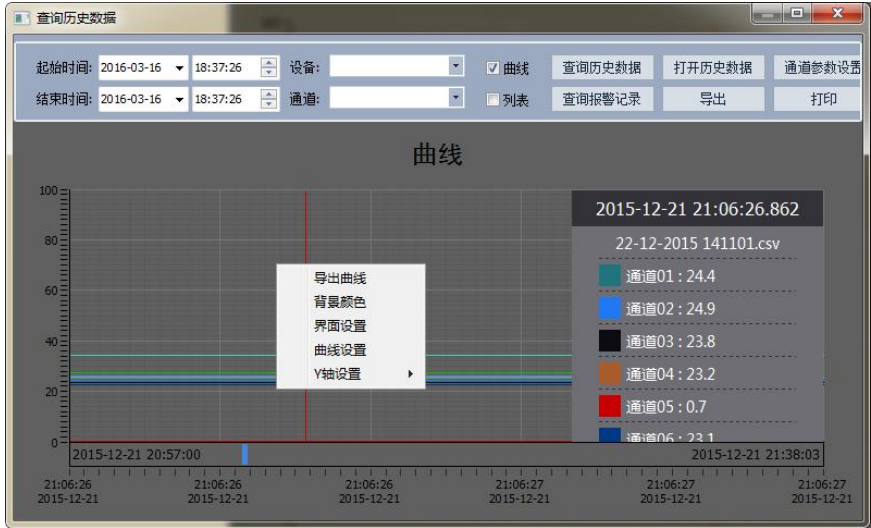 查询历史数据
起始时间: 2016-03-16 18:37:26 设备: 曲线 查询历史数据 打开历史数据 通道参数设置
结束时间: 2016-03-16 18:37:26 通道: 列表 查询报警记录 导出 打印
曲线
100
80
60
40
20
0
2015-12-21 21:06:26.862
22-12-2015 141101.csv
通道01 : 24.4
通道02 : 24.9
通道03 : 23.8
通道04 : 23.2
通道05 : 0.7
通道06 : 23.1
导出曲线
背景颜色
界面设置
曲线设置
Y轴设置
2015-12-21 20:57:00 2015-12-21 21:38:03
21:06:26 21:06:26 21:06:26 21:06:27 21:06:27 21:06:27
2015-12-21 2015-12-21 2015-12-21 2015-12-21 2015-12-21 2015-12-21